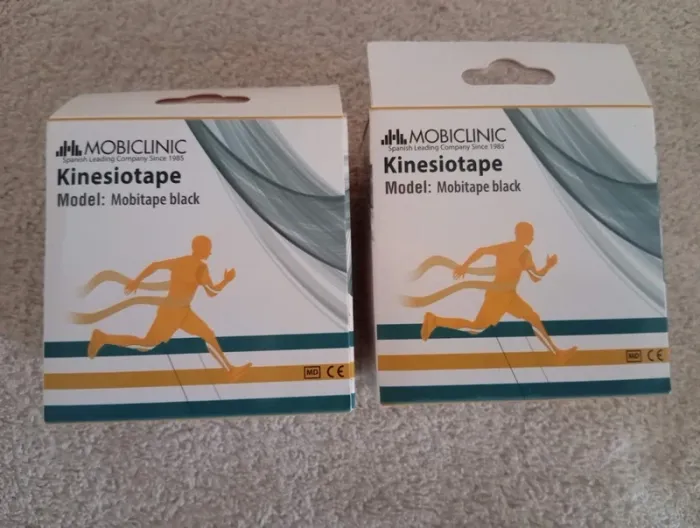 MOBICLINIC
Spanish Leading Company Since 1985
Kinesiotape
Model: Mobitape black
MD CE
MOBICLINIC
Spanish Leading Company Since 1985
Kinesiotape
Model: Mobitape black
MD CE